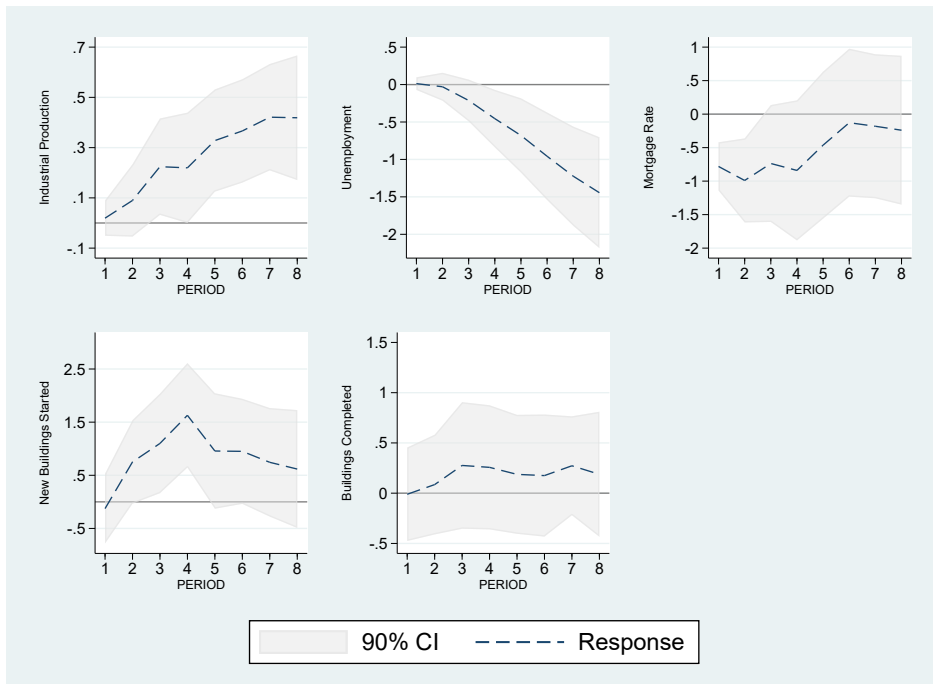 Industrial Production
.7
.5
.3
.1
-.1
1 2 3 4 5 6 7 8
PERIOD
Unemployment
.5
0
-.5
-1
-1.5
-2
1 2 3 4 5 6 7 8
PERIOD
Mortgage Rate
1
.5
0
-.5
-1
-1.5
-2
1 2 3 4 5 6 7 8
PERIOD
New Buildings Started
2.5
1.5
.5
-.5
1 2 3 4 5 6 7 8
PERIOD
Buildings Completed
1.5
1
.5
0
-.5
1 2 3 4 5 6 7 8
PERIOD
90% CI Response